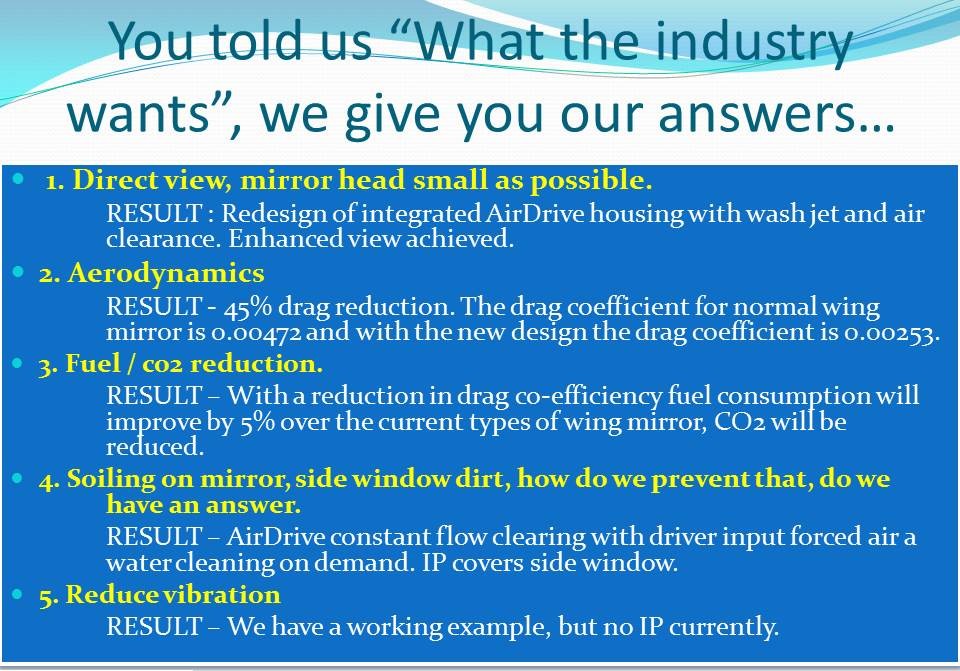 You told us “What the industry
wants”, we give you our answers…
• 1. Direct view, mirror head small as possible.
RESULT : Redesign of integrated AirDrive housing with wash jet and air
clearance. Enhanced view achieved.
• 2. Aerodynamics
RESULT - 45% drag reduction. The drag coefficient for normal wing
mirror is 0.00472 and with the new design the drag coefficient is 0.00253.
• 3. Fuel / co2 reduction.
RESULT – With a reduction in drag co-efficiency fuel consumption will
improve by 5% over the current types of wing mirror, CO2 will be
reduced.
• 4. Soiling on mirror, side window dirt, how do we prevent that, do we
have an answer.
RESULT – AirDrive constant flow clearing with driver input forced air a
water cleaning on demand. IP covers side window.
• 5. Reduce vibration
RESULT – We have a working example, but no IP currently.